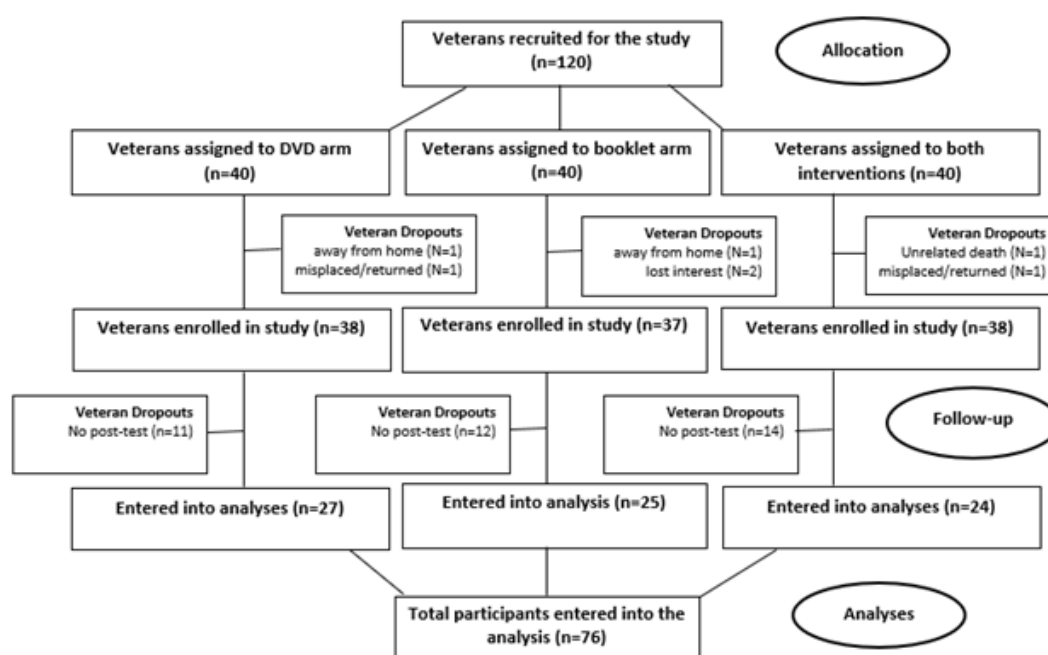 Veterans recruited for the study
(n=120)
Allocation
Veterans assigned to DVD arm
(n=40)
Veterans assigned to booklet arm
(n=40)
Veterans assigned to both
interventions (n=40)
Veteran Dropouts
away from home (N=1)
misplaced/returned (N=1)
Veteran Dropouts
away from home (N=1)
lost interest (N=2)
Veteran Dropouts
Unrelated death (N=1)
misplaced/returned (N=1)
Veterans enrolled in study (n=38)
Veterans enrolled in study (n=37)
Veterans enrolled in study (n=38)
Veteran Dropouts
No post-test (n=11)
Veteran Dropouts
No post-test (n=12)
Veteran Dropouts
No post-test (n=14)
Follow-up
Entered into analyses (n=27)
Entered into analysis (n=25)
Entered into analyses (n=24)
Total participants entered into the
analysis (n=76)
Analyses